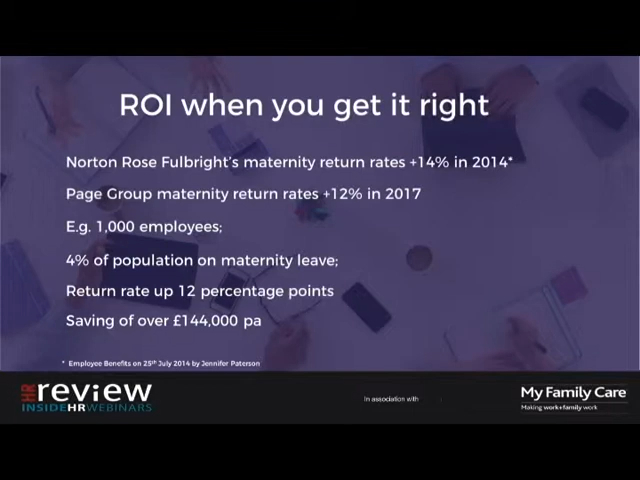 ROI when you get it right
Norton Rose Fulbright's maternity return rates +14% in 2014*
Page Group maternity return rates +12% in 2017
E.g. 1,000 employees;
4% of population on maternity leave;
Return rate up 12 percentage points
Saving of over £144,000 pa
* Employee Benefits on 25th July 2014 by Jennifer Paterson
HR review
INSIDEHRWEBINARS
In association with
My Family Care
Making work+family work